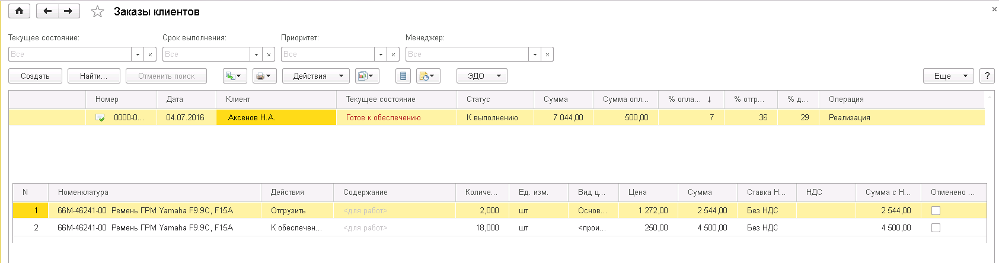 Заказы клиентов
Текущее состояние: Срок выполнения: Приоритет: Менеджер:
Все Все Все Все
Создать Найти... Отменить поиск Действия ЭДО Еще ?
Номер Дата Клиент Текущее состояние Статус Сумма Сумма опл... % опла... ↓ % отгр... % д... Операция
0000-0... 04.07.2016 Аксенов Н.А. Готов к обеспечению К выполнению 7 044,00 500,00 7 36 29 Реализация
N Номенклатура Действия Содержание Количе... Ед. изм. Вид ц... Цена Сумма Ставка Н... НДС Сумма с Н... Отменено ...
1 66M-46241-00 Ремень ГРМ Yamaha F9.9C, F15A Отгрузить <для работ> 2,000 шт Основ... 1 272,00 2 544,00 Без НДС 2 544,00
2 66M-46241-00 Ремень ГРМ Yamaha F9.9C, F15A К обеспечен... <для работ> 18,000 шт <прои... 250,00 4 500,00 Без НДС 4 500,00